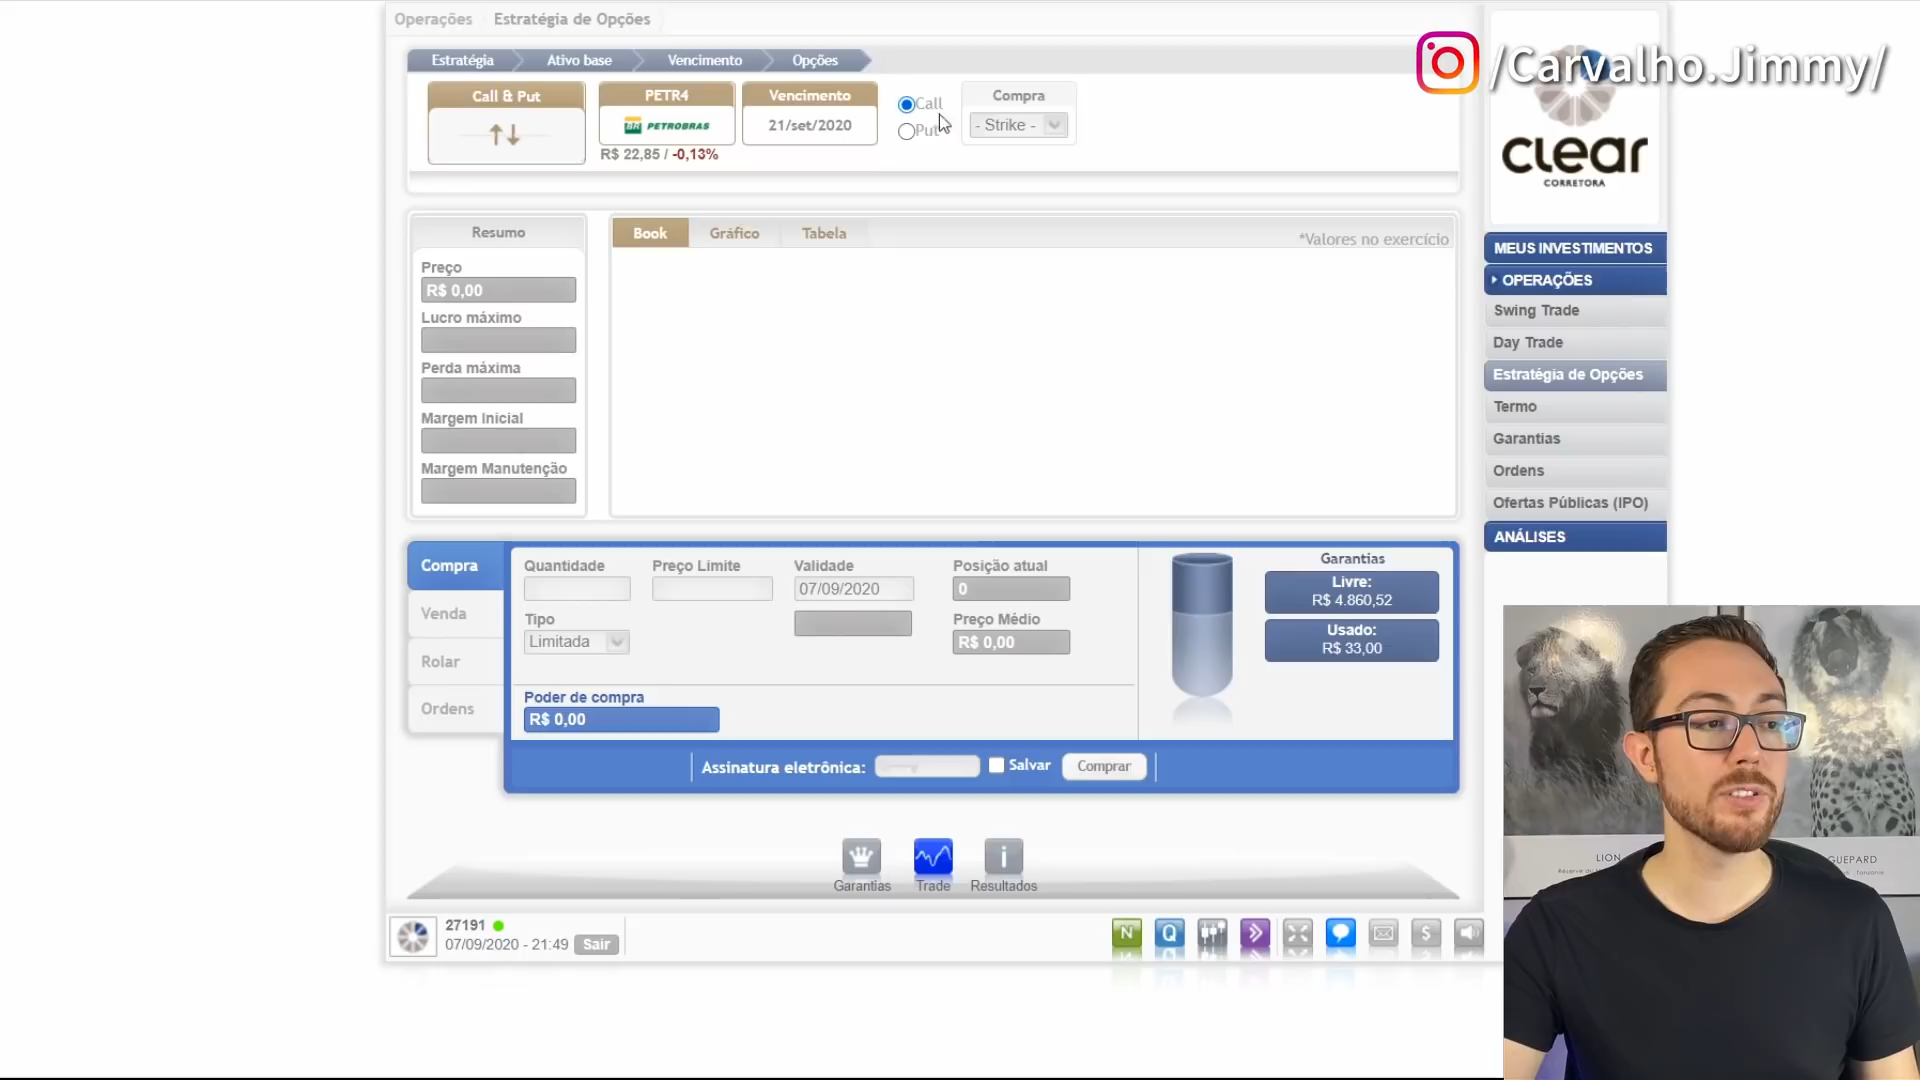 Operações Estratégia de Opções
/Carvalho.Jimmy/
Estratégia Ativo base Vencimento Opções
Call & Put
PETR4
BR PETROBRAS
R$ 22,85 / -0,13%
Vencimento
21/set/2020
Call
Put
Compra
- Strike -
clear
CORRETORA
Resumo
Preço
R$ 0,00
Lucro máximo
Perda máxima
Margem Inicial
Margem Manutenção
Book Gráfico Tabela
*Valores no exercício
MEUS INVESTIMENTOS
OPERAÇÕES
Swing Trade
Day Trade
Estratégia de Opções
Termo
Garantias
Ordens
Ofertas Públicas (IPO)
ANÁLISES
Compra
Venda
Rolar
Ordens
Quantidade Preço Limite Validade Posição atual
07/09/2020 0
Tipo Preço Médio
Limitada R$ 0,00
Poder de compra
R$ 0,00
Garantias
Livre:
R$ 4.860,52
Usado:
R$ 33,00
Assinatura eletrônica: Salvar Comprar
Garantias Trade Resultados
27191
07/09/2020 - 21:49 Sair
N Q $
LION
GUEPARD